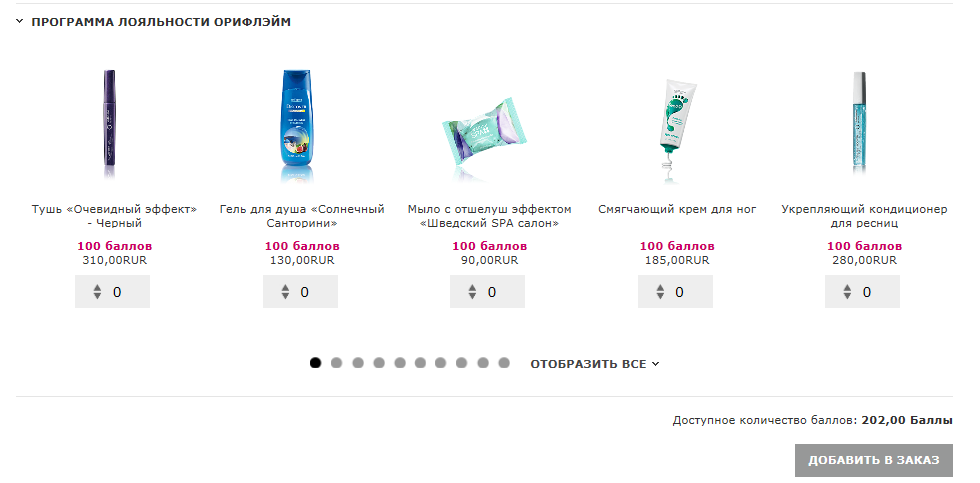 ПРОГРАММА ЛОЯЛЬНОСТИ ОРИФЛЭЙМ
Тушь «Очевидный эффект»
- Черный
100 баллов
310,00RUR
0
Гель для душа «Солнечный
Санторини»
100 баллов
130,00RUR
0
Мыло с отшелуш эффектом
«Шведский SPA салон»
100 баллов
90,00RUR
0
Смягчающий крем для ног
100 баллов
185,00RUR
0
Укрепляющий кондиционер
для ресниц
100 баллов
280,00RUR
0
ОТОБРАЗИТЬ ВСЕ
Доступное количество баллов: 202,00 Баллы
ДОБАВИТЬ В ЗАКАЗ